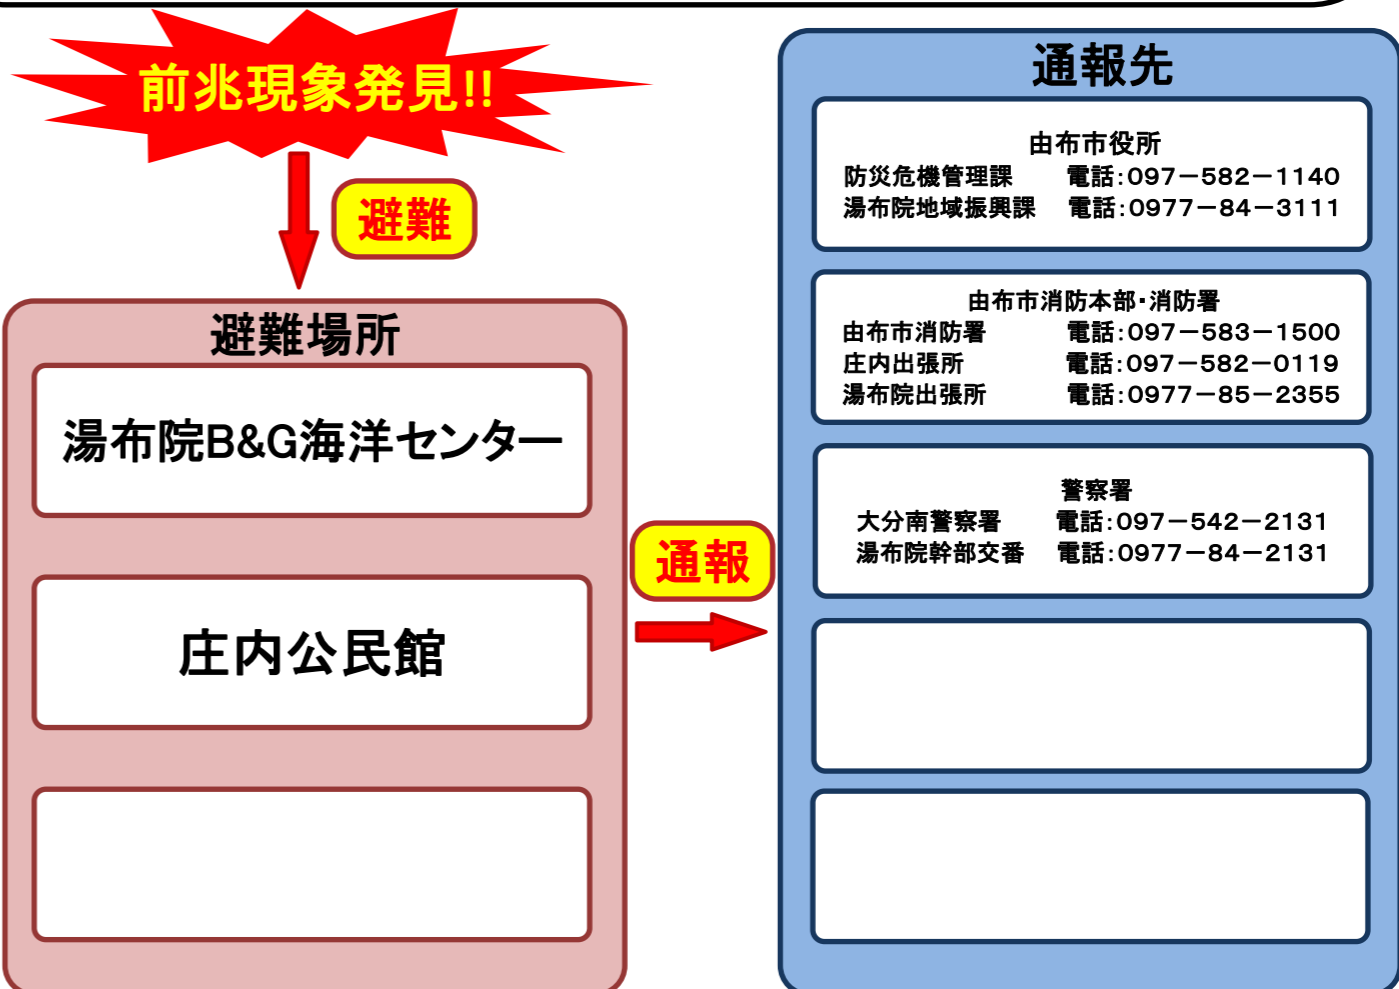 前兆現象発見!!
避難
避難場所
湯布院B&G海洋センター
庄内公民館
通報
通報先
由布市役所
防災危機管理課 電話:097-582-1140
湯布院地域振興課 電話:0977-84-3111
由布市消防本部・消防署
由布市消防署 電話:097-583-1500
庄内出張所 電話:097-582-0119
湯布院出張所 電話:0977-85-2355
警察署
大分南警察署 電話:097-542-2131
湯布院幹部交番 電話:0977-84-2131